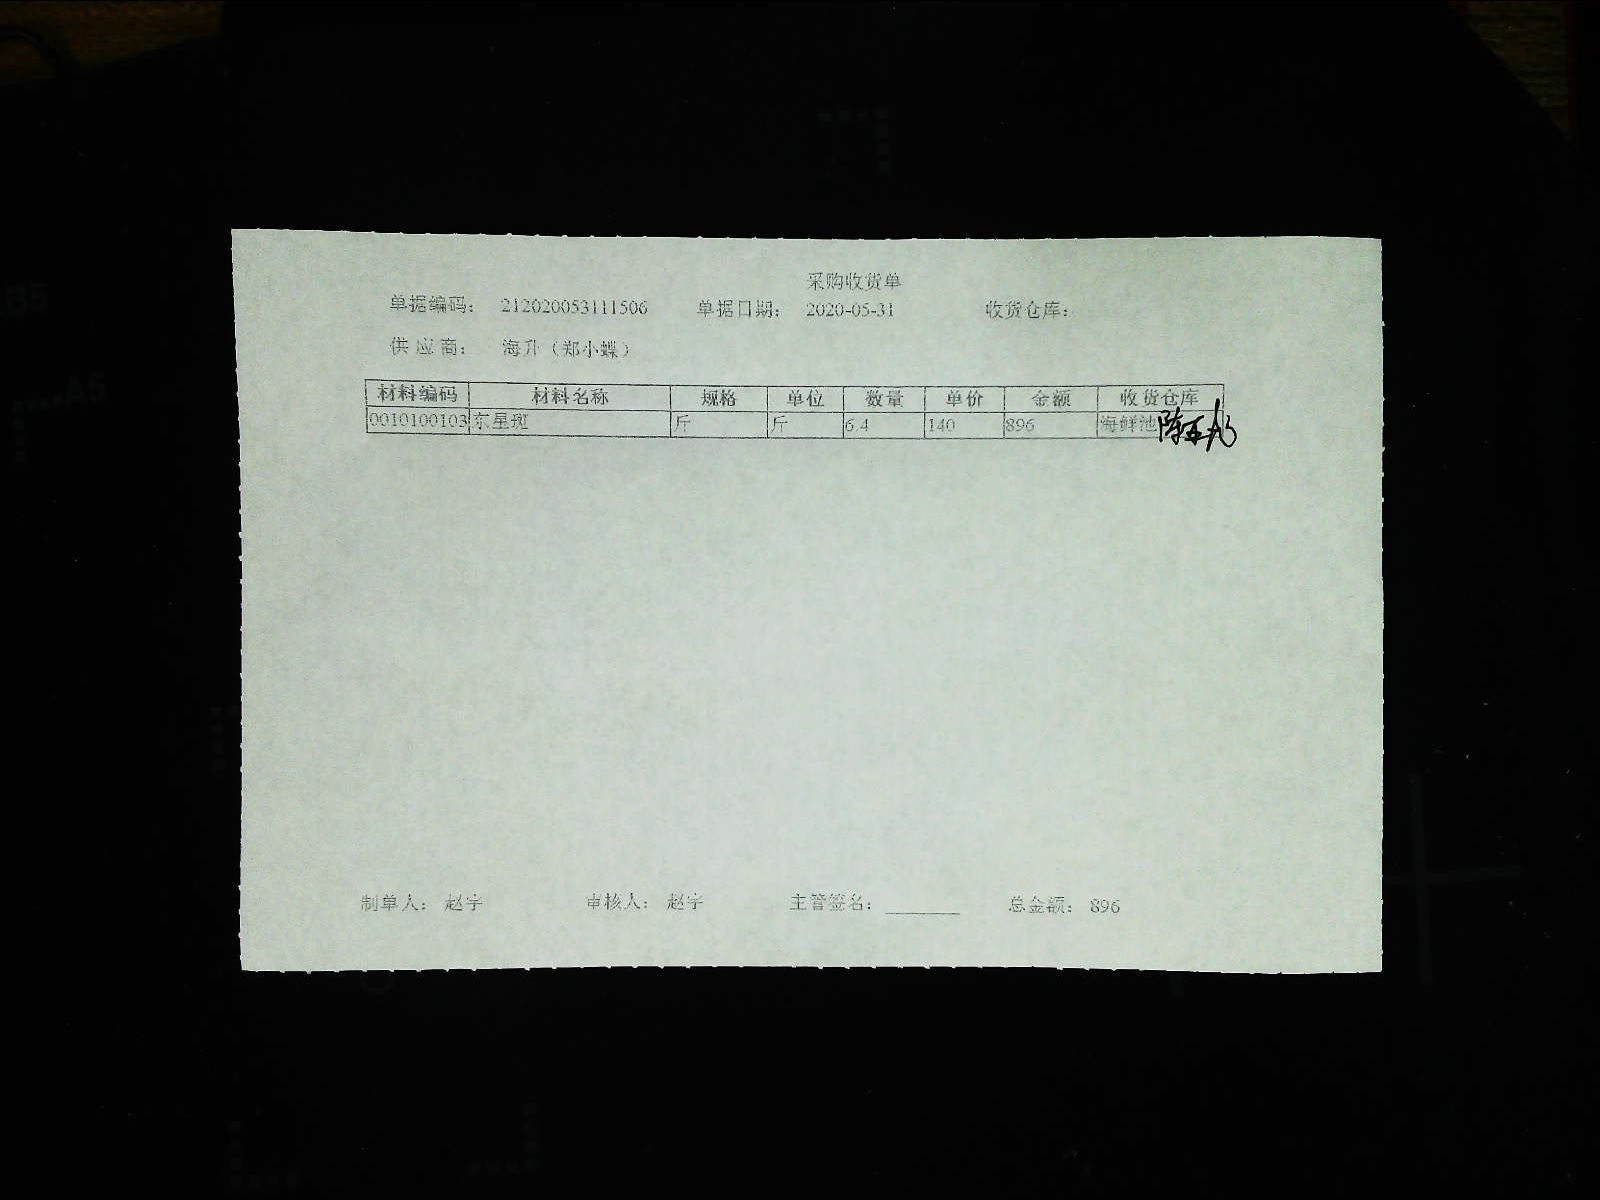 采购收货单
单据编码: 212020053111506 单据日期: 2020-05-31 收货仓库:
供应商: 海升(郑小蝶)
材料编码 材料名称 规格 单位 数量 单价 金额 收货仓库
0010100103 东星斑 斤 斤 6.4 140 896 海鲜池
制单人: 赵宇 审核人: 赵宇 主管签名: 总金额: 896